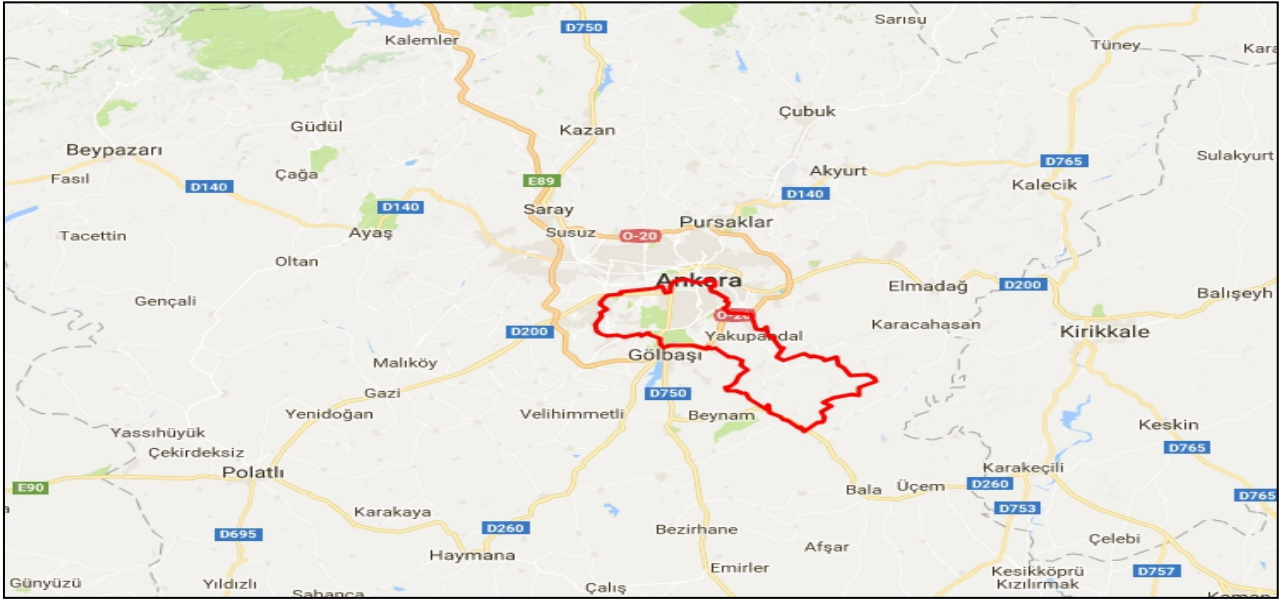 Sarısu
D750
Kalemler
Tüney
Kara
Çubuk
Güdül
Kazan
Beypazarı
D765
Sulakyurt
Akyurt
Çağa
Fasıl
D140
E89
Kalecik
D140
D140
Saray
Pursaklar
Ayaş
Susuz
O-20
Tacettin
Oltan
Ankara
D200
Elmadağ
Balışeyh
Gençali
O-20
Karacahasan
D200
Yakupabdal
Kirikkale
Gölbaşı
Malıköy
Gazi
D750
Yenidoğan
Velihimmetli
Beynam
Keskin
Yassıhüyük
D765
Çekirdeksiz
Polatlı
Karakeçili
E90
Bala
Üçem
D260
D765
D753
Karakaya
D260
Bezirhane
D695
Çelebi
Afşar
Haymana
Emirler
Kesikköprü
D757
Kızılırmak
Günyüzü
Yıldızlı
Çalış
Sabanca